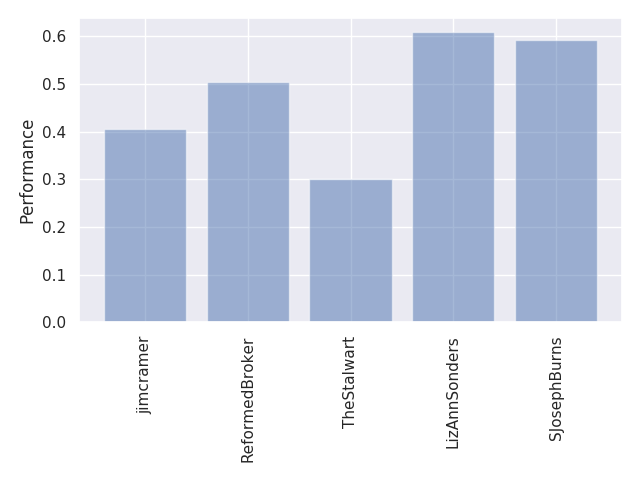 0.6
0.5
0.4
0.3
0.2
0.1
0.0
Performance
jimcramer
ReformedBroker
TheStalwart
LizAnnSonders
SJosephBurns